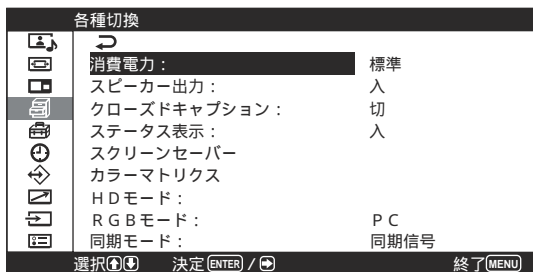 各種切換
消費電力： 標準
スピーカー出力： 入
クローズドキャプション： 切
ステータス表示： 入
スクリーンセーバー
カラーマトリクス
ＨＤモード：
ＲＧＢモード： ＰＣ
同期モード： 同期信号
選択 決定 ENTER / 終了 MENU